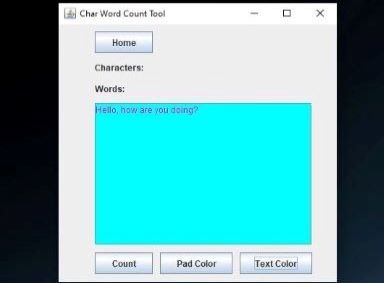 Char Word Count Tool
Home
Characters:
Words:
Hello, how are you doing?
Count Pad Color Text Color